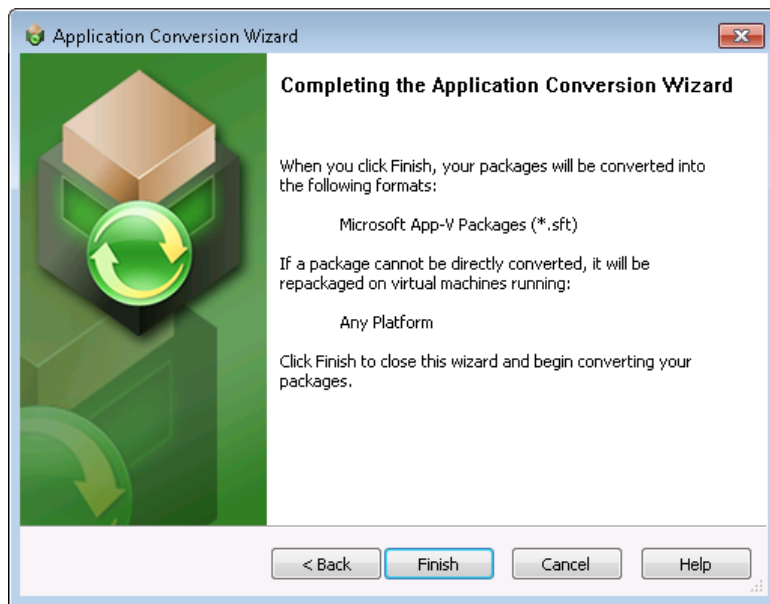 Application Conversion Wizard
Completing the Application Conversion Wizard
When you click Finish, your packages will be converted into
the following formats:
Microsoft App-V Packages (*.sft)
If a package cannot be directly converted, it will be
repackaged on virtual machines running:
Any Platform
Click Finish to close this wizard and begin converting your
packages.
< Back
Finish
Cancel
Help